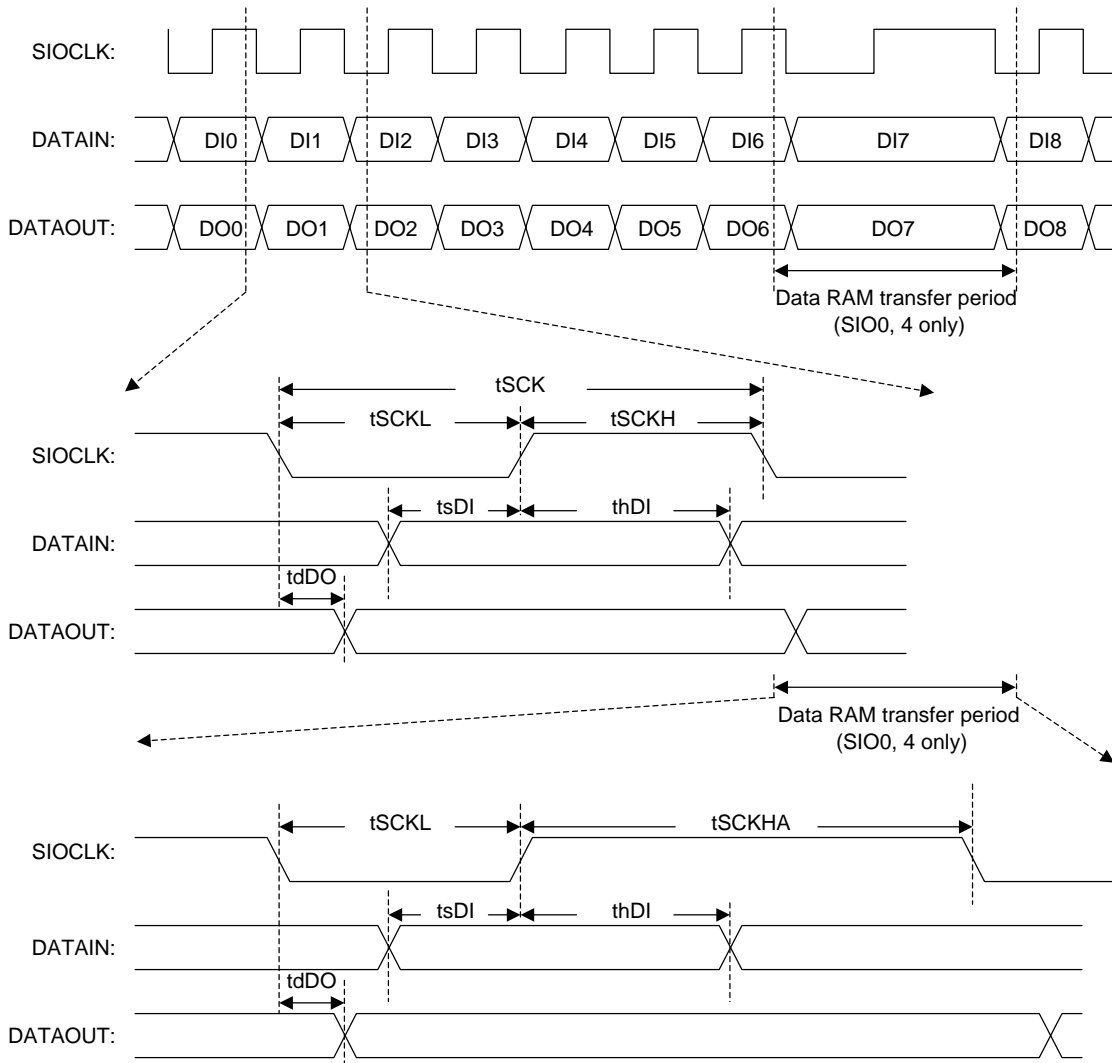 SIOCLK:
DATAIN: DI0 DI1 DI2 DI3 DI4 DI5 DI6 DI7 DI8
DATAOUT: DO0 DO1 DO2 DO3 DO4 DO5 DO6 DO7 DO8
Data RAM transfer period
(SIO0, 4 only)
tSCK
tSCKL tSCKH
SIOCLK:
tsDI thDI
DATAIN:
tdDO
DATAOUT:
Data RAM transfer period
(SIO0, 4 only)
tSCKL tSCKHA
SIOCLK:
tsDI thDI
DATAIN:
tdDO
DATAOUT: